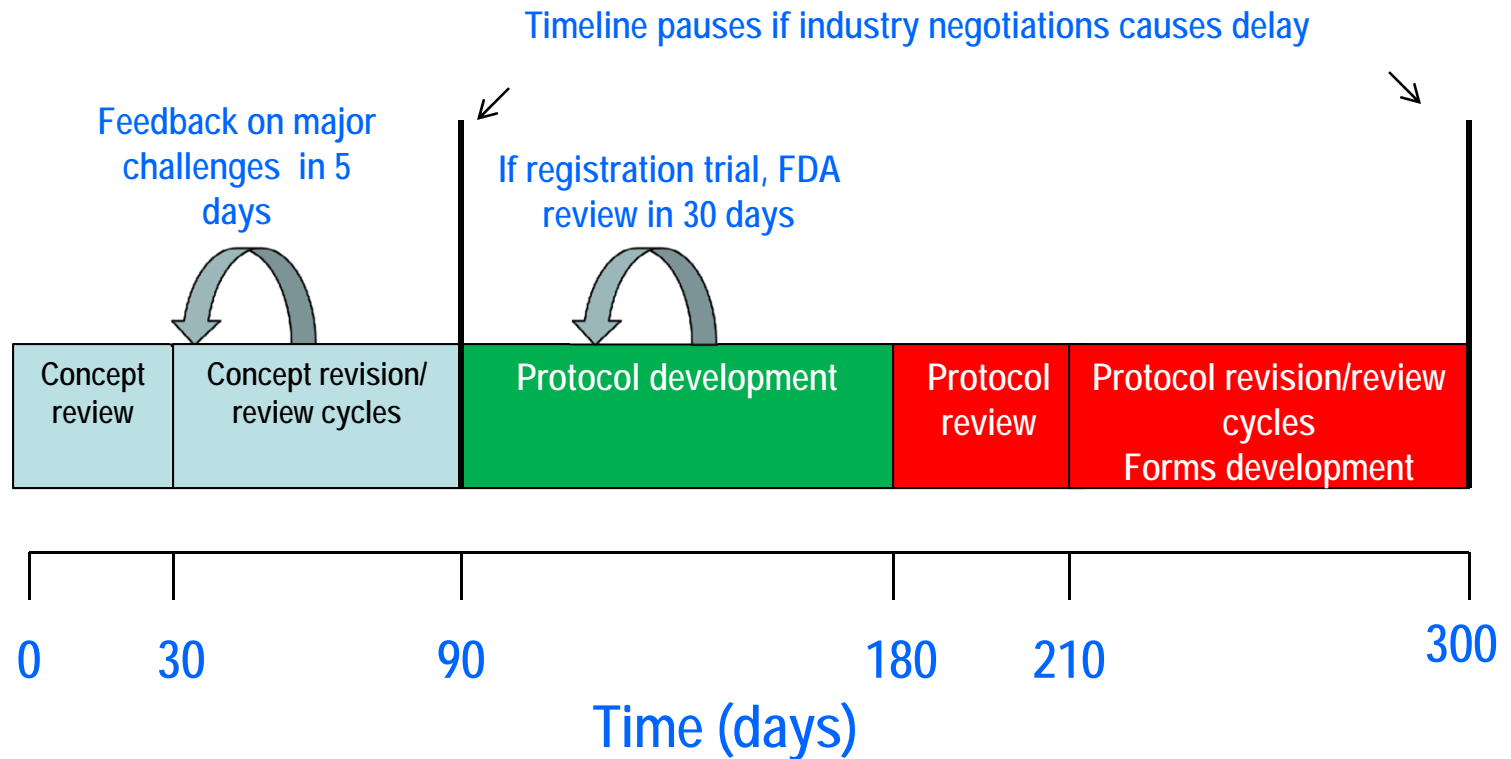 Timeline pauses if industry negotiations causes delay
Feedback on major
challenges in 5
days
If registration trial, FDA
review in 30 days
Concept
review
Concept revision/
review cycles
Protocol development
Protocol
review
Protocol revision/review
cycles
Forms development
0
30
90
180
210
300
Time (days)